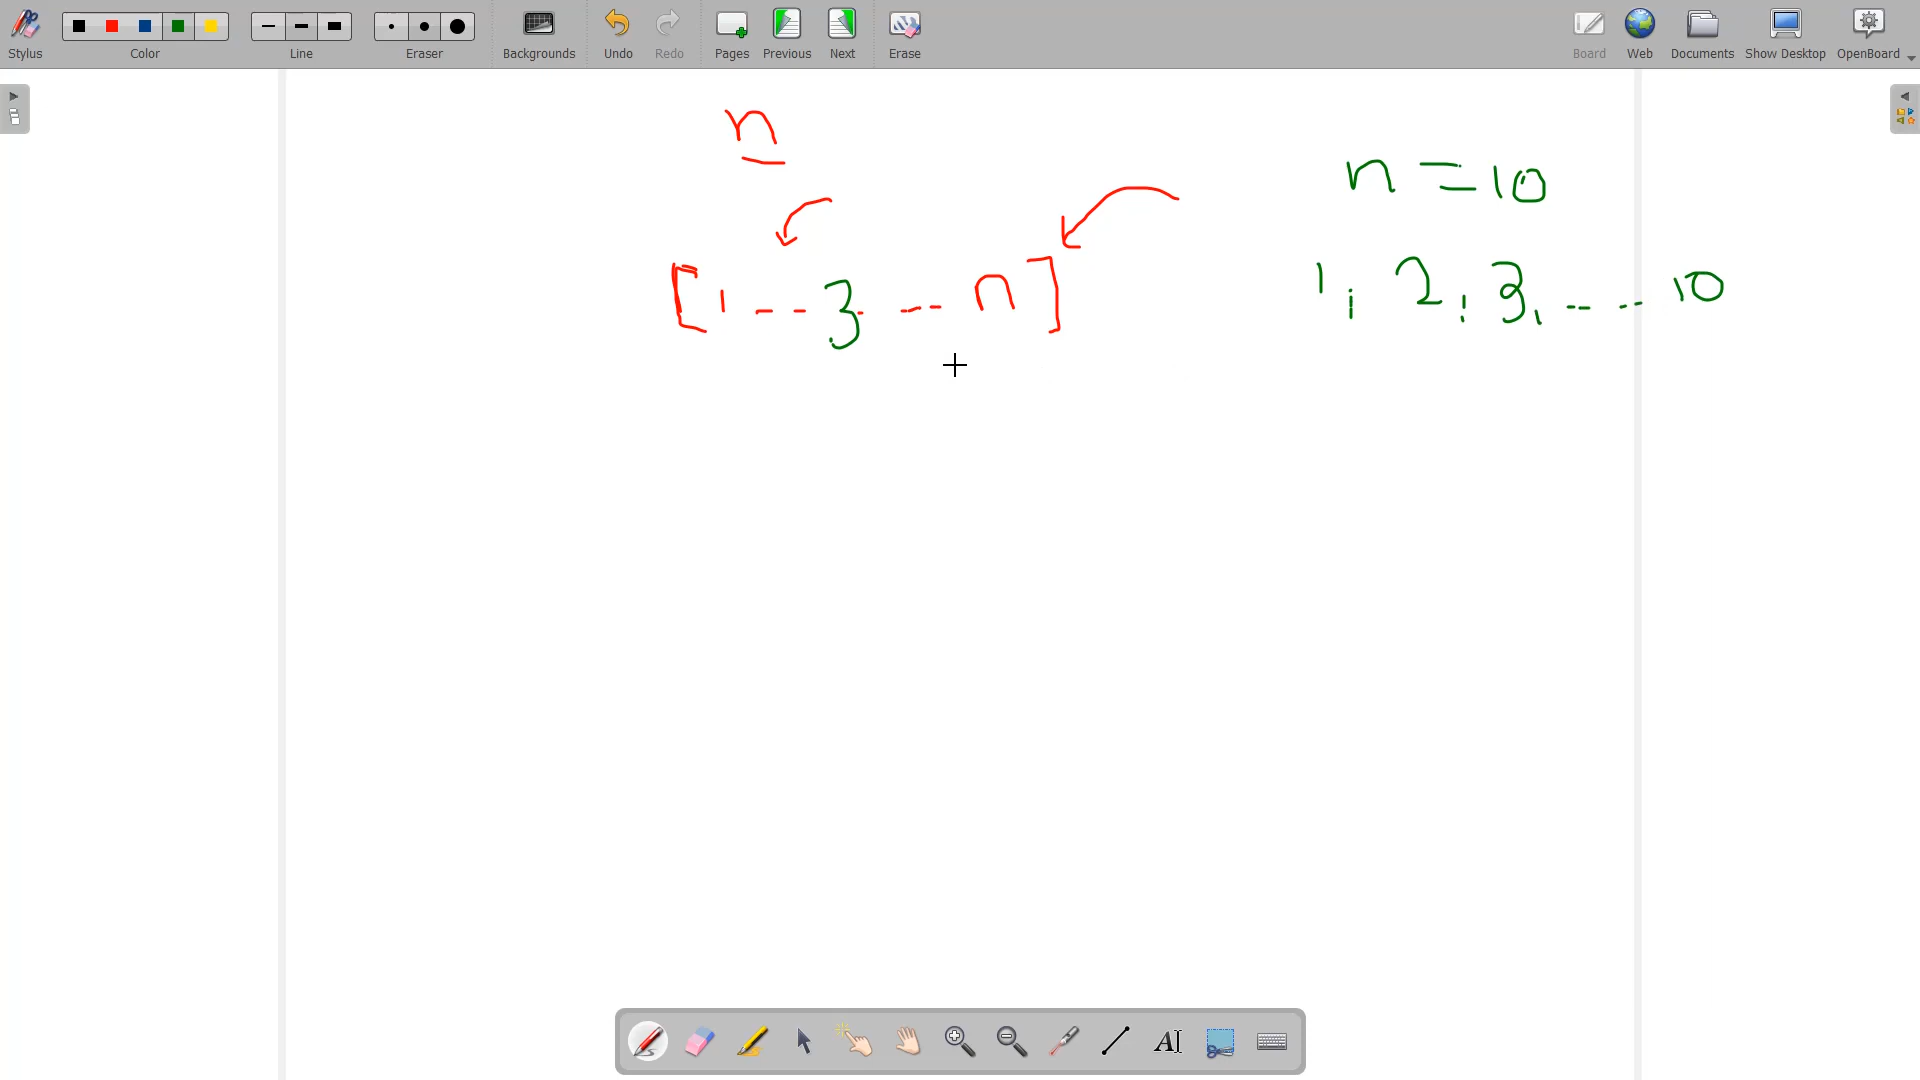 Stylus Color Line Eraser Backgrounds Undo Redo Pages Previous Next Erase Board Web Documents Show Desktop OpenBoard
n
n = 10
[ 1 -- 3 . -- n ]
1, 2, 3, -- -- 10